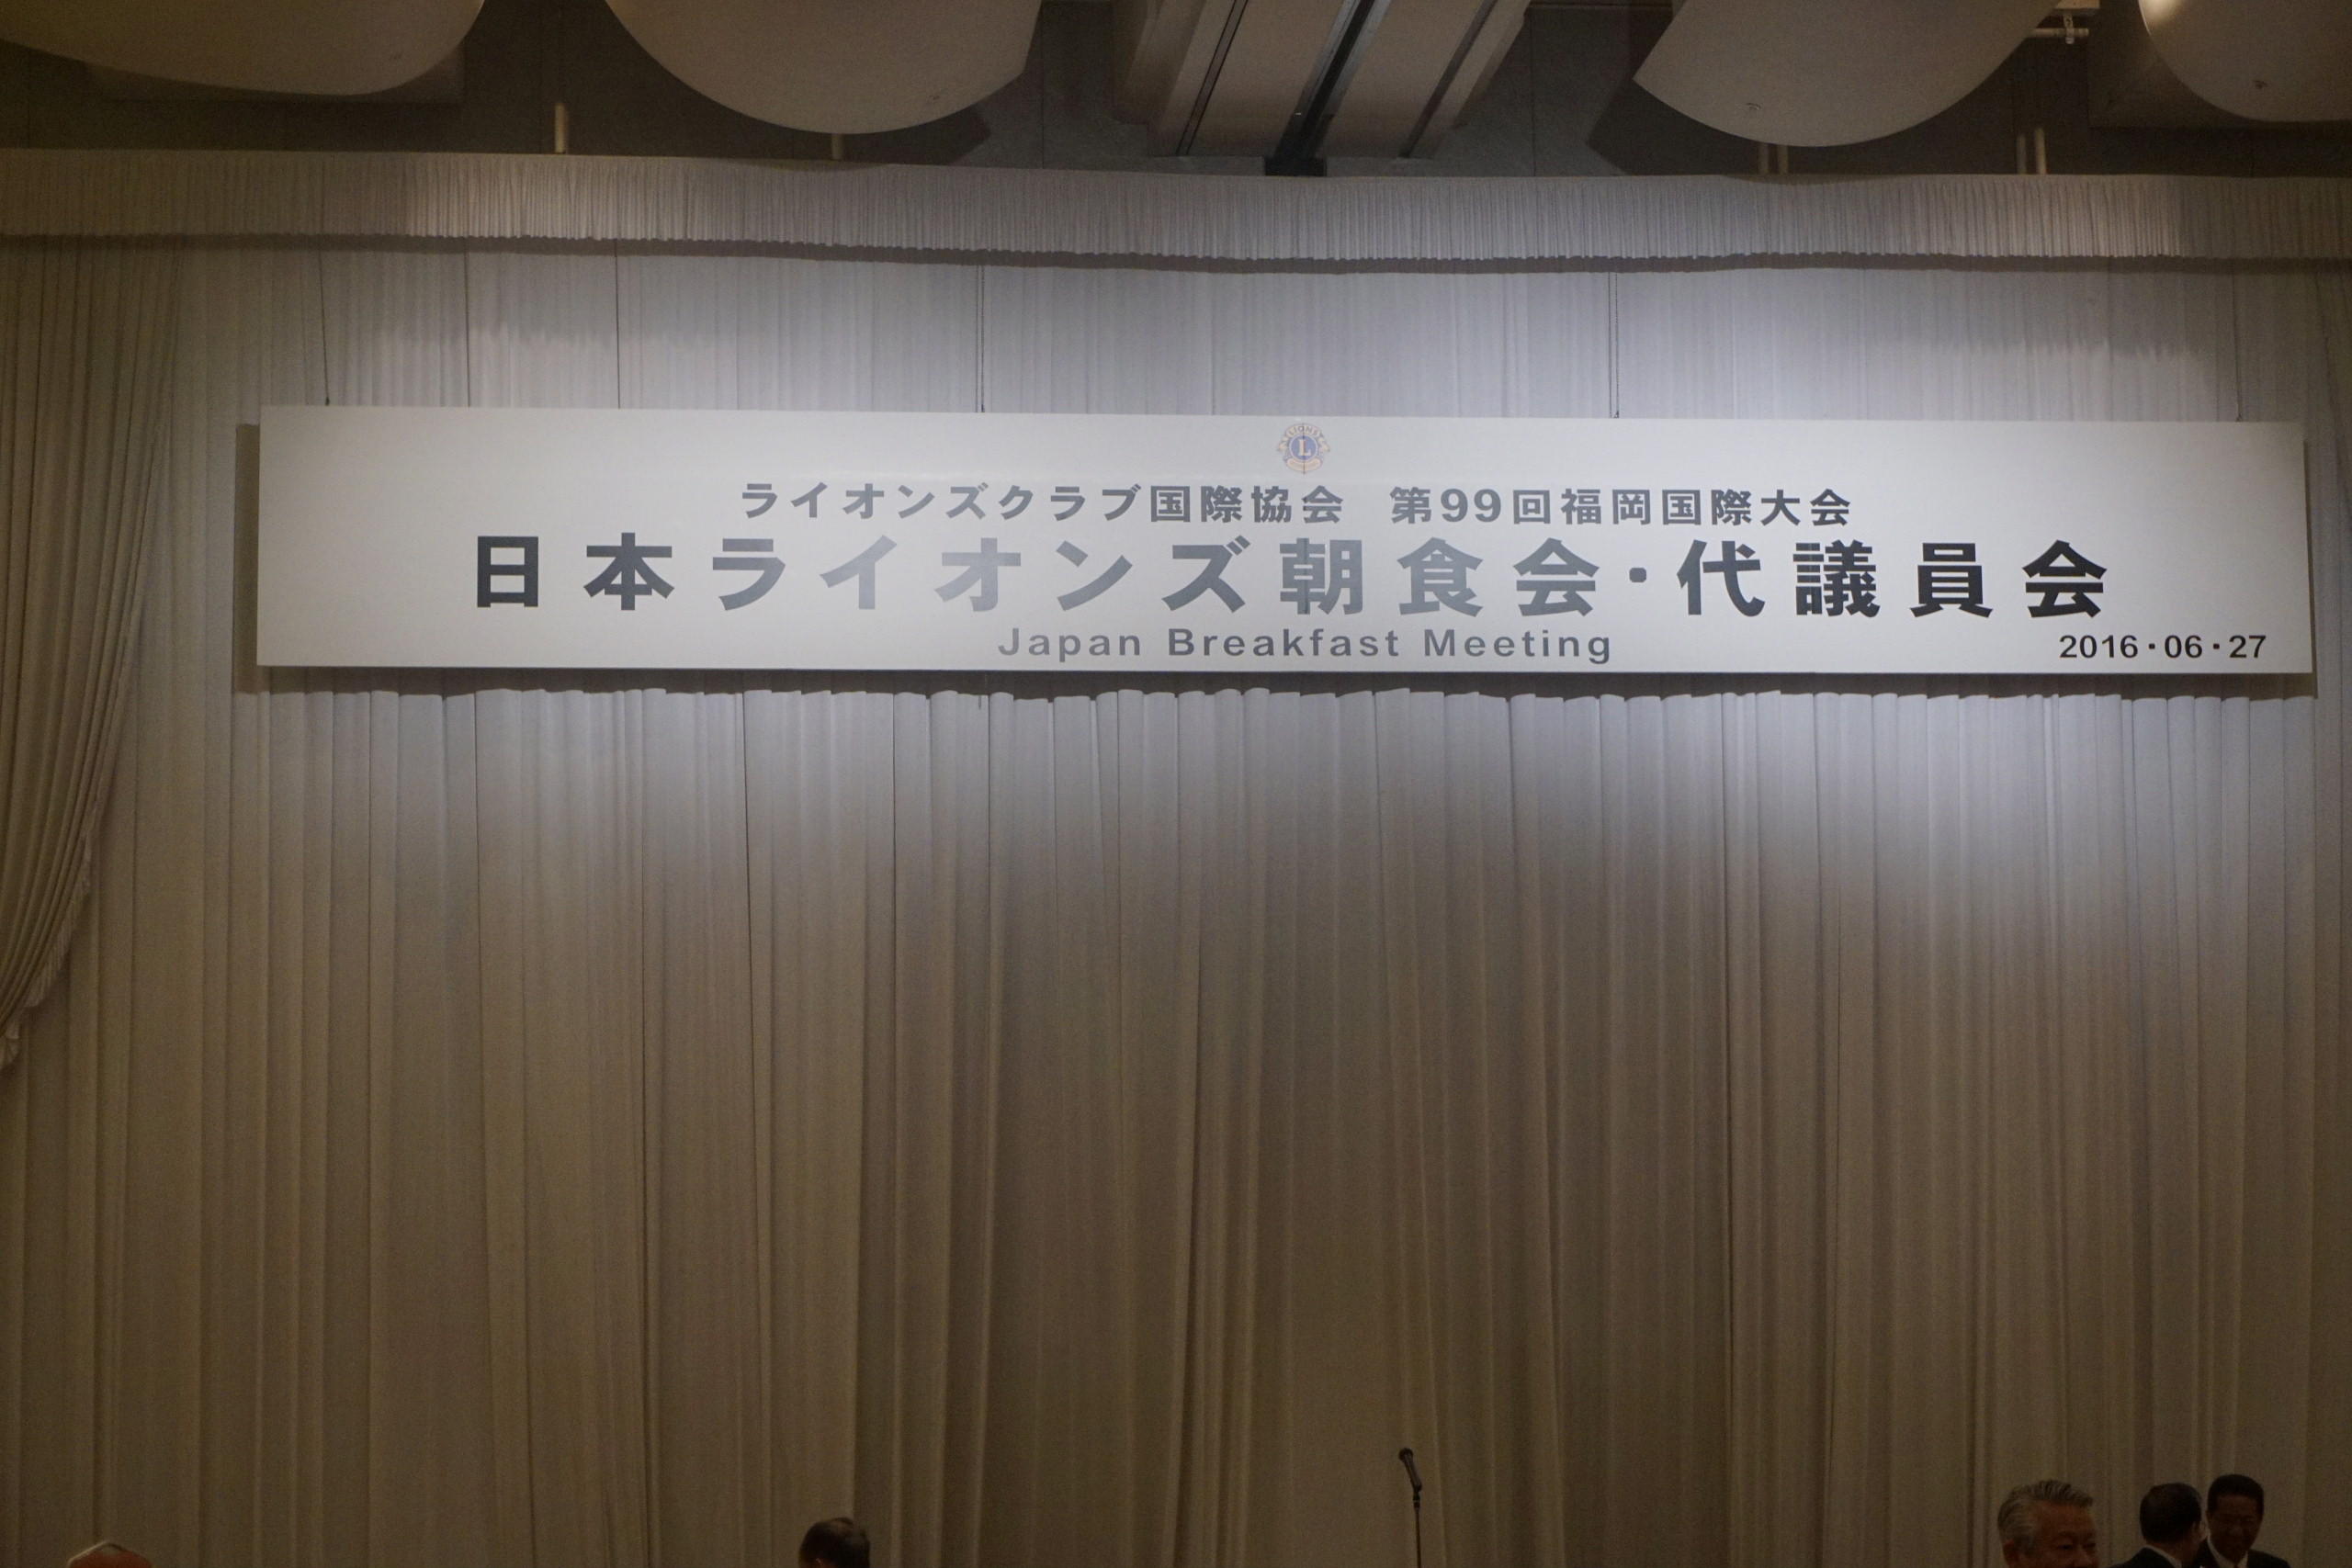 LIONS
L
ライオンズクラブ国際協会 第99回福岡国際大会
日本ライオンズ朝食会・代議員会
Japan Breakfast Meeting
2016・06・27